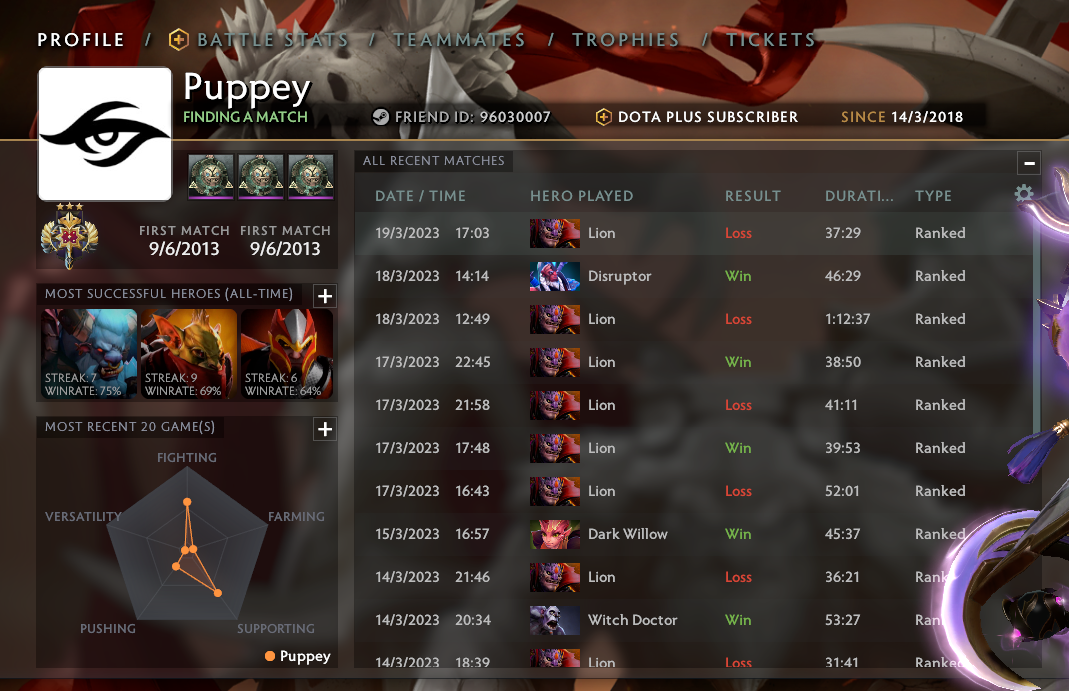 PROFILE / BATTLE STATS / TEAMMATES / TROPHIES / TICKETS
Puppey
FINDING A MATCH FRIEND ID: 96030007 DOTA PLUS SUBSCRIBER SINCE 14/3/2018
FIRST MATCH FIRST MATCH
9/6/2013 9/6/2013
MOST SUCCESSFUL HEROES (ALL-TIME)
STREAK: 7 STREAK: 9 STREAK: 6
WINRATE: 75% WINRATE: 69% WINRATE: 64%
MOST RECENT 20 GAME(S)
FIGHTING
VERSATILITY FARMING
PUSHING SUPPORTING
Puppey
ALL RECENT MATCHES
DATE / TIME HERO PLAYED RESULT DURATI... TYPE
19/3/2023 17:03 Lion Loss 37:29 Ranked
18/3/2023 14:14 Disruptor Win 46:29 Ranked
18/3/2023 12:49 Lion Loss 1:12:37 Ranked
17/3/2023 22:45 Lion Win 38:50 Ranked
17/3/2023 21:58 Lion Loss 41:11 Ranked
17/3/2023 17:48 Lion Win 39:53 Ranked
17/3/2023 16:43 Lion Loss 52:01 Ranked
15/3/2023 16:57 Dark Willow Win 45:37 Ranked
14/3/2023 21:46 Lion Loss 36:21 Rank
14/3/2023 20:34 Witch Doctor Win 53:27 Ran
14/3/2023 18:39 Lion Loss 31:41 Ranke